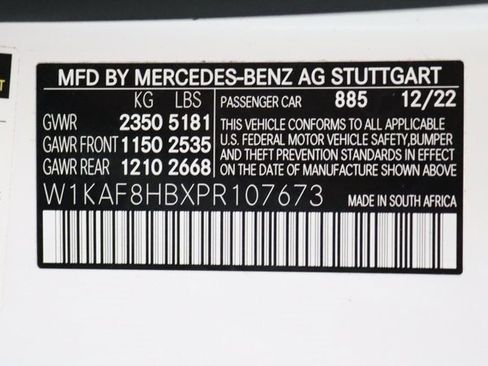 MFD BY MERCEDES-BENZ AG STUTTGART
KG LBS
GVWR 2350 5181
GAWR FRONT 1150 2535
GAWR REAR 1210 2668
PASSENGER CAR 885 12/22
THIS VEHICLE CONFORMS TO ALL APPLICABLE
U.S. FEDERAL MOTOR VEHICLE SAFETY,BUMPER
AND THEFT PREVENTION STANDARDS IN EFFECT
ON THE DATE OF MANUFACTURE SHOWN ABOVE
W1KAF8HBXPR107673 MADE IN SOUTH AFRICA